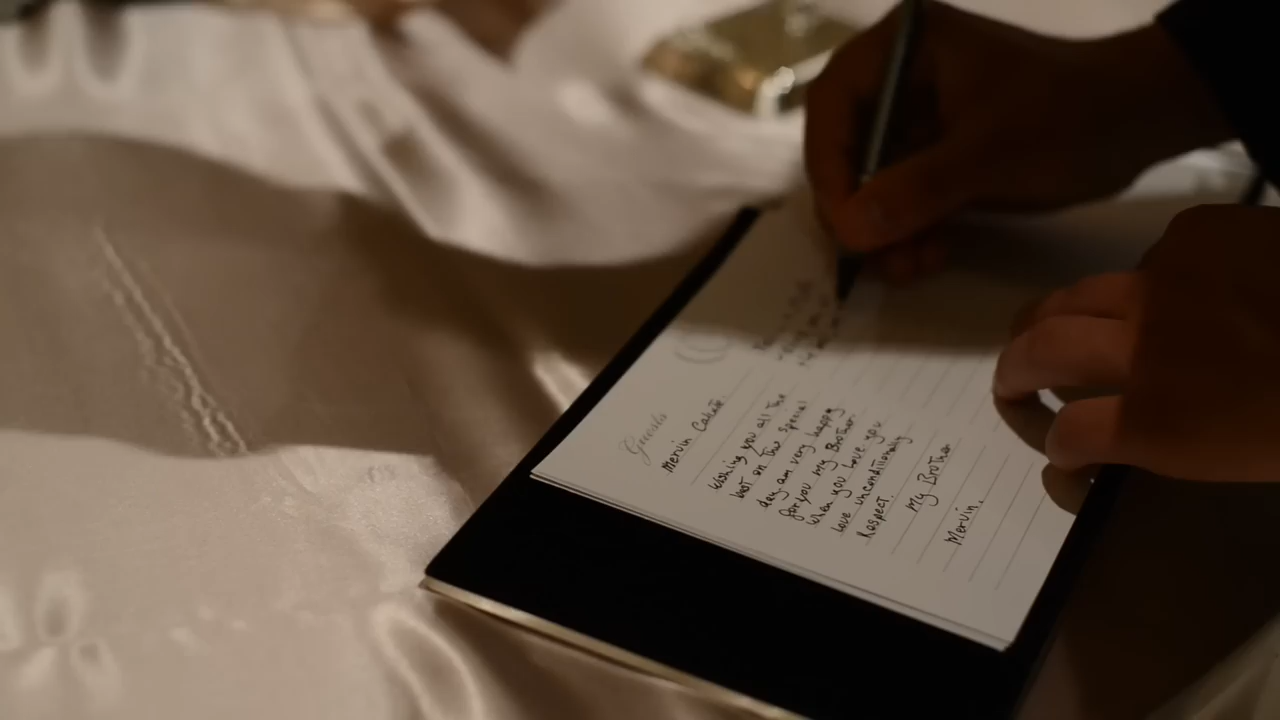 Guests
Mervin
Wishing you all the
best on this special
day. am very happy
for you my Brother.
When you love you
love unconditionally
Respect.
My Brother
Mervin.